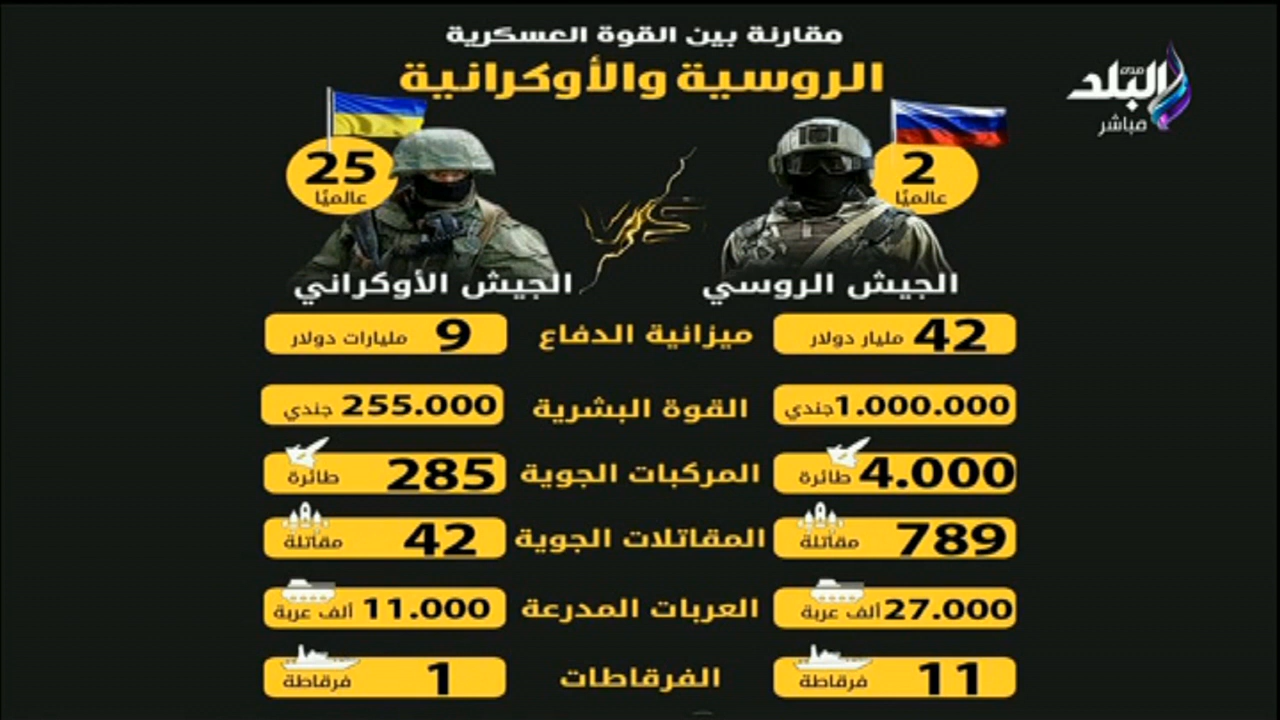 مقارنة بين القوة العسكرية
الروسية والأوكرانية
صدى البلد
مباشر
2 عالميًا
25 عالميًا
VS
الجيش الروسي
الجيش الأوكراني
42 مليار دولار ميزانية الدفاع 9 مليارات دولار
1.000.000 جندي القوة البشرية 255.000 جندي
4.000 طائرة المركبات الجوية 285 طائرة
789 مقاتلة المقاتلات الجوية 42 مقاتلة
27.000 ألف عربة العربات المدرعة 11.000 ألف عربة
11 فرقاطة الفرقاطات 1 فرقاطة